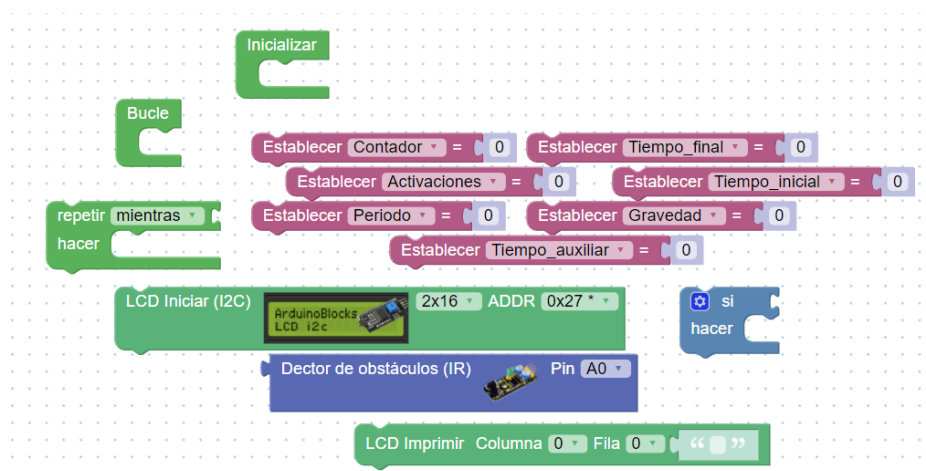 Inicializar
Bucle
Establecer Contador = 0
Establecer Tiempo_final = 0
Establecer Activaciones = 0
Establecer Tiempo_inicial = 0
repetir mientras
hacer
Establecer Periodo = 0
Establecer Gravedad = 0
Establecer Tiempo_auxiliar = 0
LCD Iniciar (I2C) ArduinoBlocks LCD i2c 2x16 ADDR 0x27 *
si
hacer
Dector de obstáculos (IR) Pin A0
LCD Imprimir Columna 0 Fila 0 “ ”